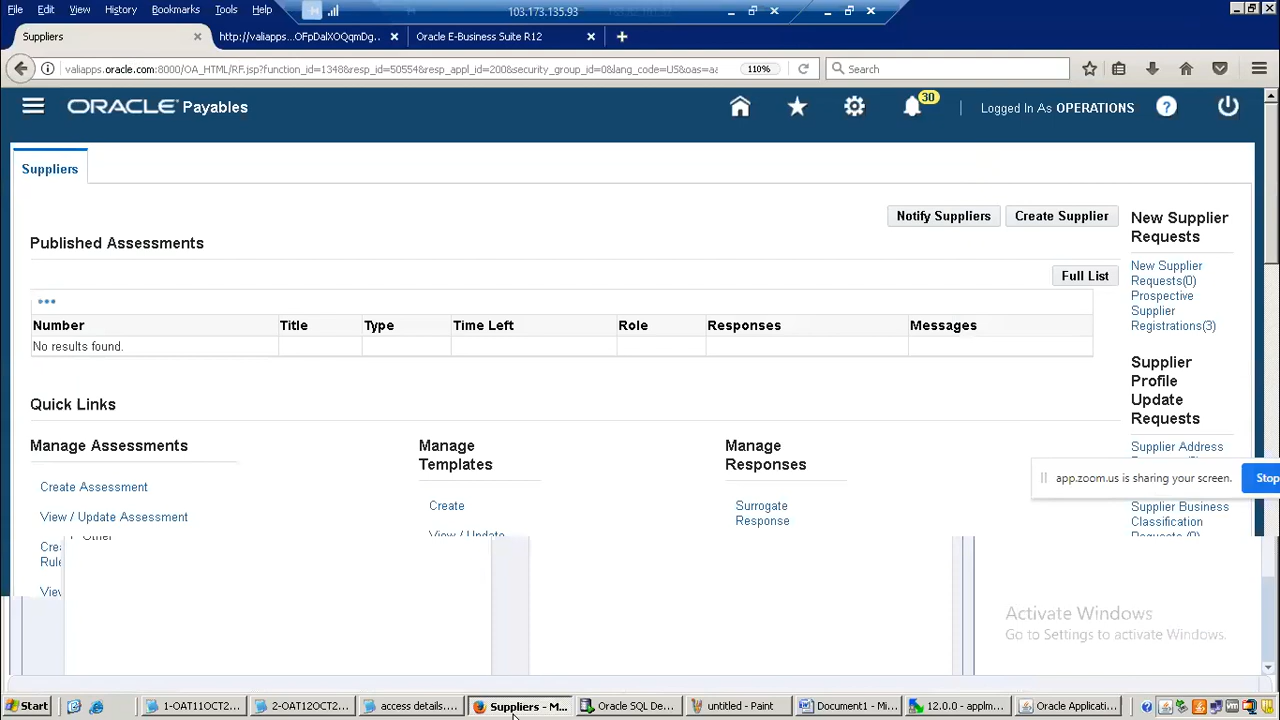 File Edit View History Bookmarks Tools Help 103.173.135.93
Suppliers http://valiapps...OFpDalXOQqmDg... Oracle E-Business Suite R12
valiapps.oracle.com:8000/OA_HTML/RF.jsp?function_id=1348&resp_id=50554&resp_appl_id=200&security_group_id=0&lang_code=US&oas= 110% Search
ORACLE Payables 30 Logged In As OPERATIONS ?
Suppliers
Notify Suppliers Create Supplier
Published Assessments
Full List
Number Title Type Time Left Role Responses Messages
No results found.
Quick Links
Manage Assessments
Create Assessment
View / Update Assessment
Rule
Manage
Templates
Create
View / Update
Manage
Responses
Surrogate
Response
New Supplier
Requests
New Supplier
Requests(0)
Prospective
Supplier
Registrations(3)
Supplier
Profile
Update
Requests
Supplier Address
app.zoom.us is sharing your screen. Stop
Supplier Business
Classification
Requests (0)
Other
Activate Windows
Go to Settings to activate Windows.
Start 1-OAT11OCT2... 2-OAT12OCT2... access details.... Suppliers - M... Oracle SQL De... untitled - Paint Document1 - Mi... 12.0.0 - applm... Oracle Applicati...